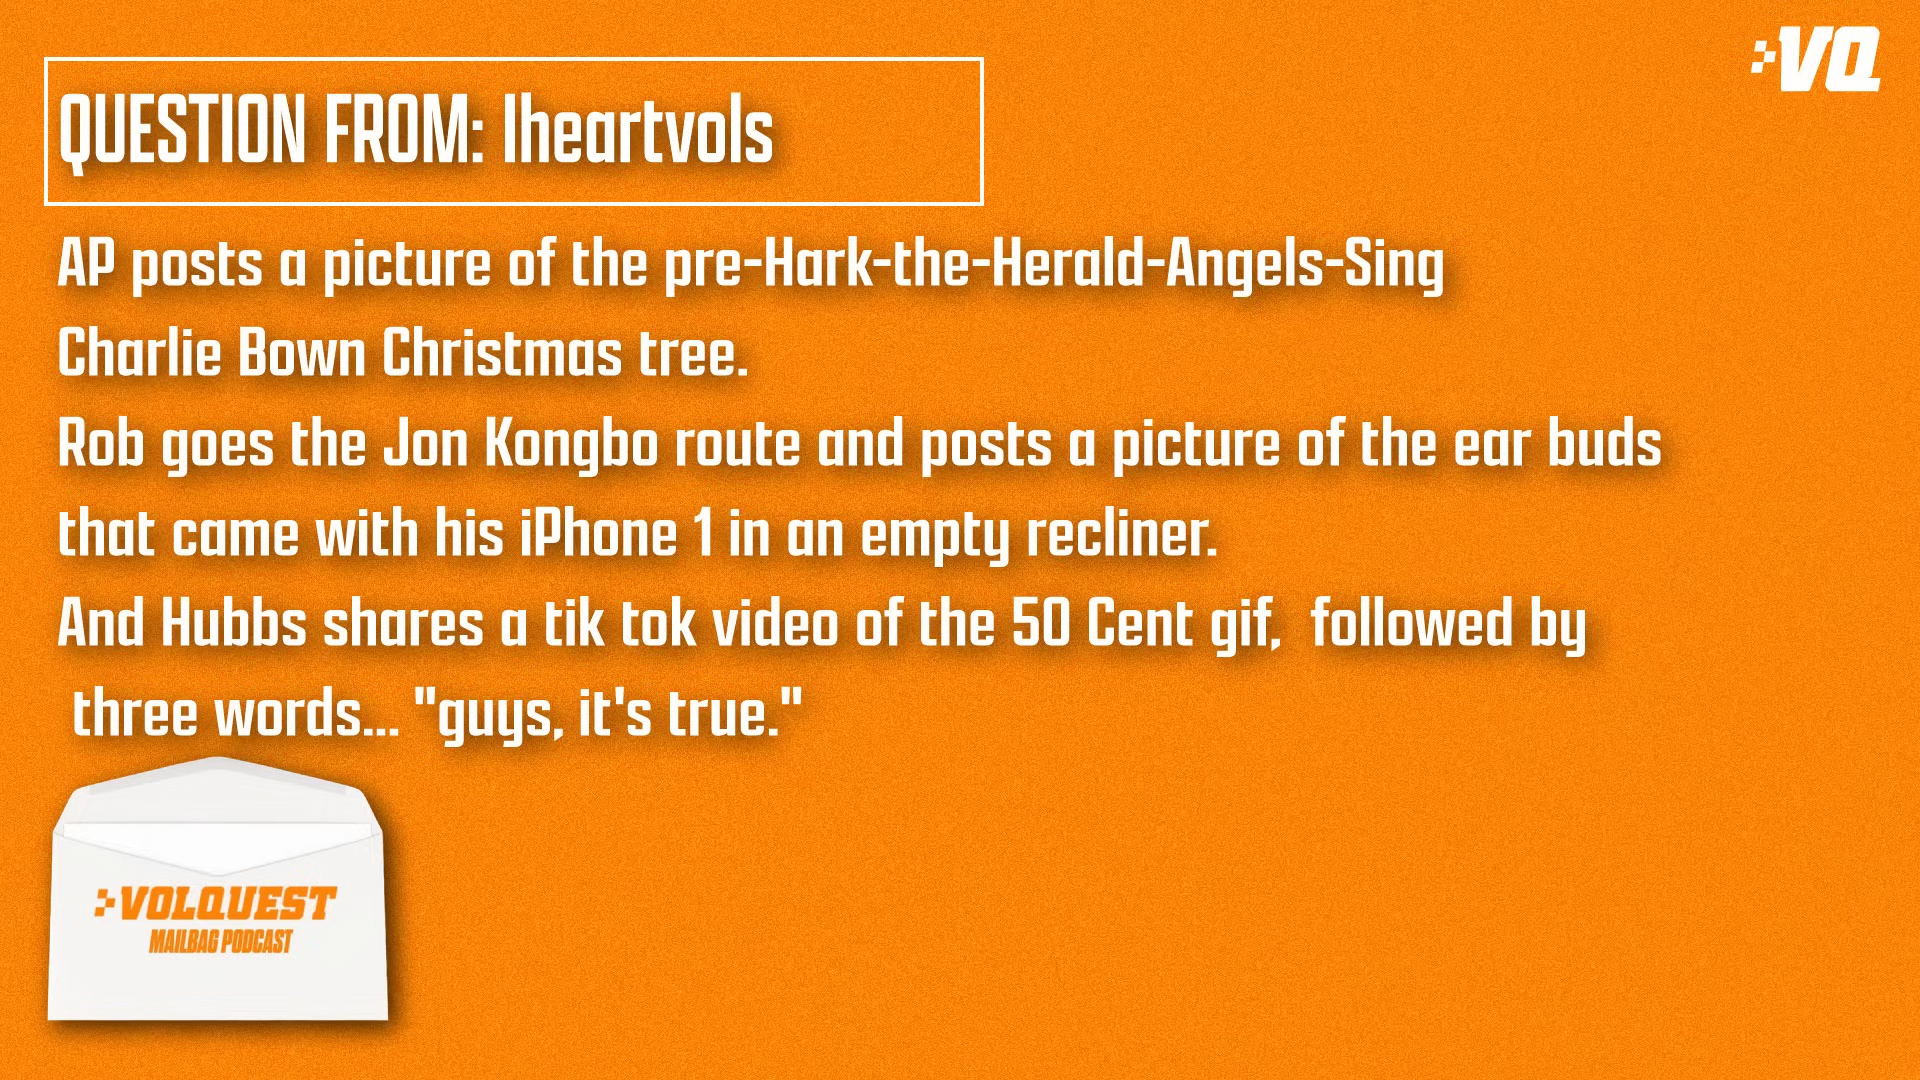 VQ
QUESTION FROM: Iheartvols
AP posts a picture of the pre-Hark-the-Herald-Angels-Sing
Charlie Bown Christmas tree.
Rob goes the Jon Kongbo route and posts a picture of the ear buds
that came with his iPhone 1 in an empty recliner.
And Hubbs shares a tik tok video of the 50 Cent gif,  followed by
three words... "guys, it's true."
VOLQUEST
MAILBAG PODCAST